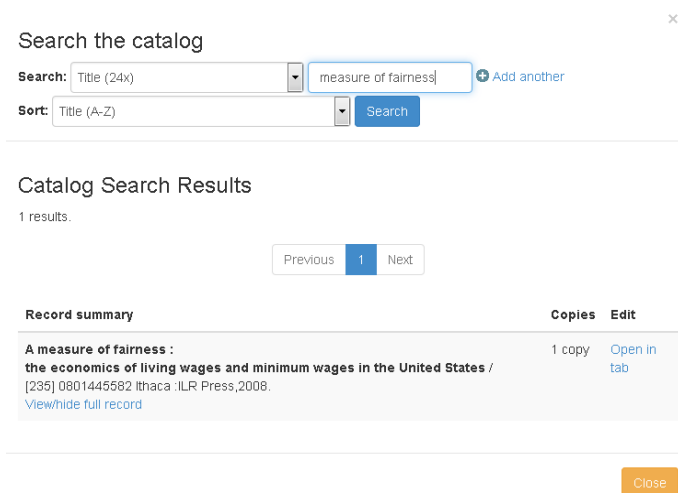 ×
Search the catalog
Search: Title (24x) measure of fairness Add another
Sort: Title (A-Z) Search
Catalog Search Results
1 results.
Previous 1 Next
Record summary Copies Edit
A measure of fairness : 1 copy Open in
the economics of living wages and minimum wages in the United States / tab
[235] 0801445582 Ithaca :ILR Press,2008.
View/hide full record
Close